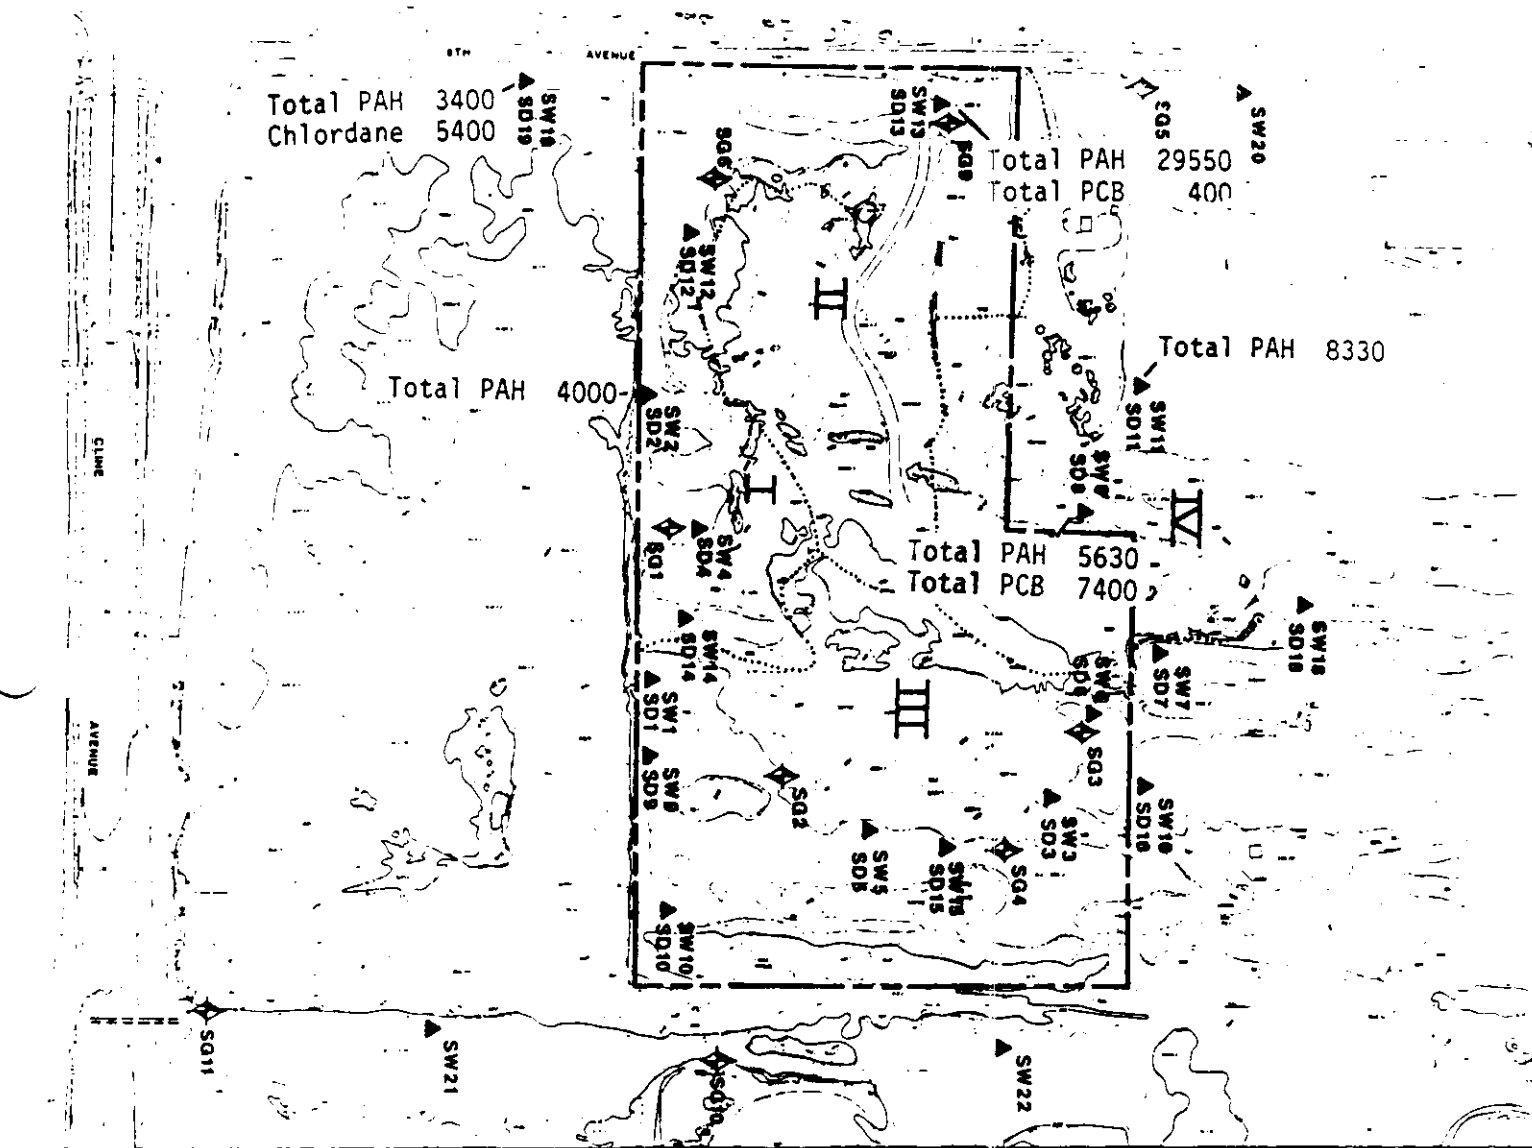 8TH AVENUE
Total PAH 3400
Chlordane 5400
SW19
SD19
SW13
SD13
SG9
SG6
SG5
SW20
Total PAH 29550
Total PCB 400
SW12
SD12
II
Total PAH 8330
Total PAH 4000
SW2
SD2
SW11
SD11
SD8
CLINE
I
IV
SG1
SW4
SD4
Total PAH 5630
Total PCB 7400
SW14
SD14
SW18
SD18
SW7
SD7
SD6
SW1
SD1
III
SG3
AVENUE
SW9
SD9
SG2
SW3
SD3
SW16
SD16
SW5
SD5
SW15
SD15
SG4
SW10
SD10
SG11
SW21
SG10
SW22